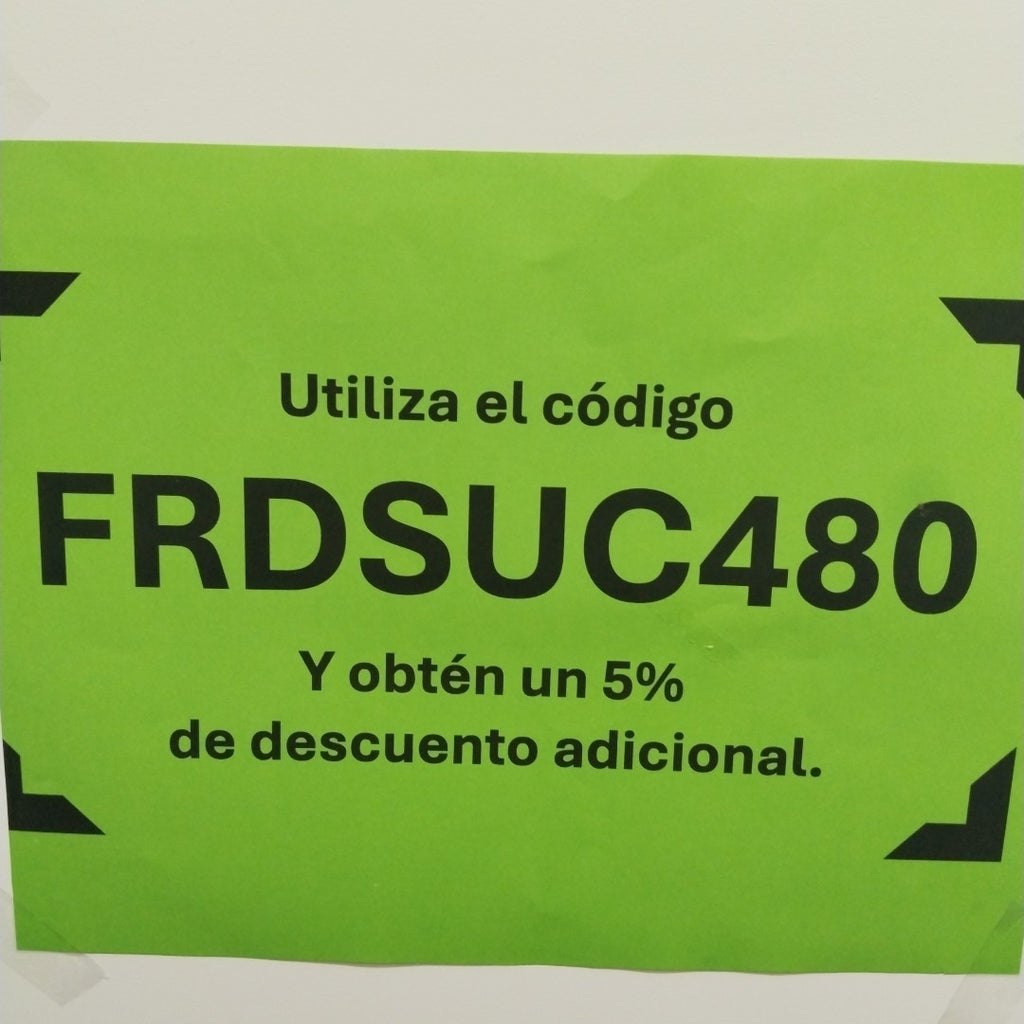 Utiliza el código
FRDSUC480
Y obtén un 5%
de descuento adicional.